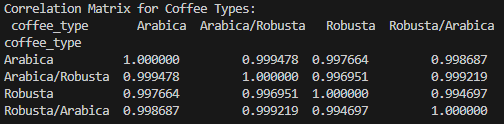 Correlation Matrix for Coffee Types:
coffee_type Arabica Arabica/Robusta Robusta Robusta/Arabica
coffee_type
Arabica 1.000000 0.999478 0.997664 0.998687
Arabica/Robusta 0.999478 1.000000 0.996951 0.999219
Robusta 0.997664 0.996951 1.000000 0.994697
Robusta/Arabica 0.998687 0.999219 0.994697 1.000000